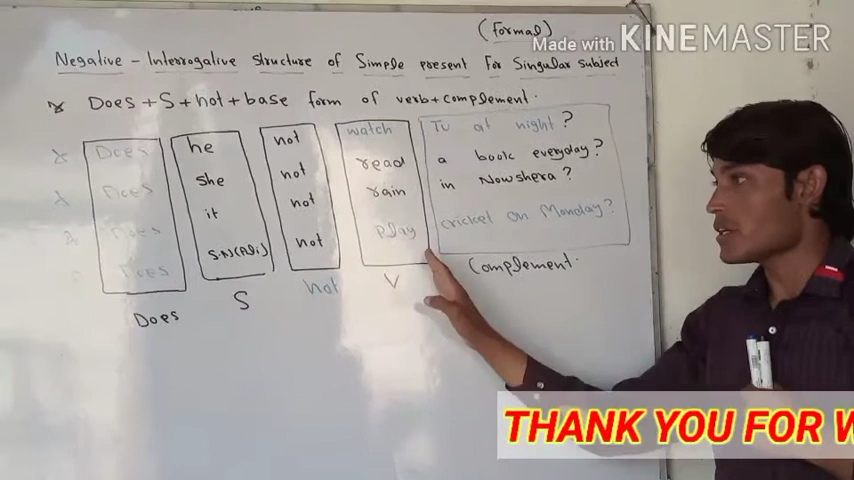 (formal)
Made with KINEMASTER
Negative - Interrogative structure of Simple present For Singular subject
Does + S + not + base form of verb + complement.
Does he not watch TV at night?
Does she not read a book everyday?
Does it not rain in Nowshera?
Does S.N(Ali) not play cricket on Monday?
Does S not V Complement.
THANK YOU FOR W